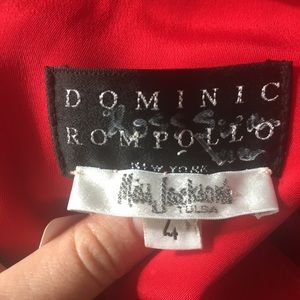 DOMINIC
ROMPOLLO
NEW YORK
Miss Jackson's
TULSA
4